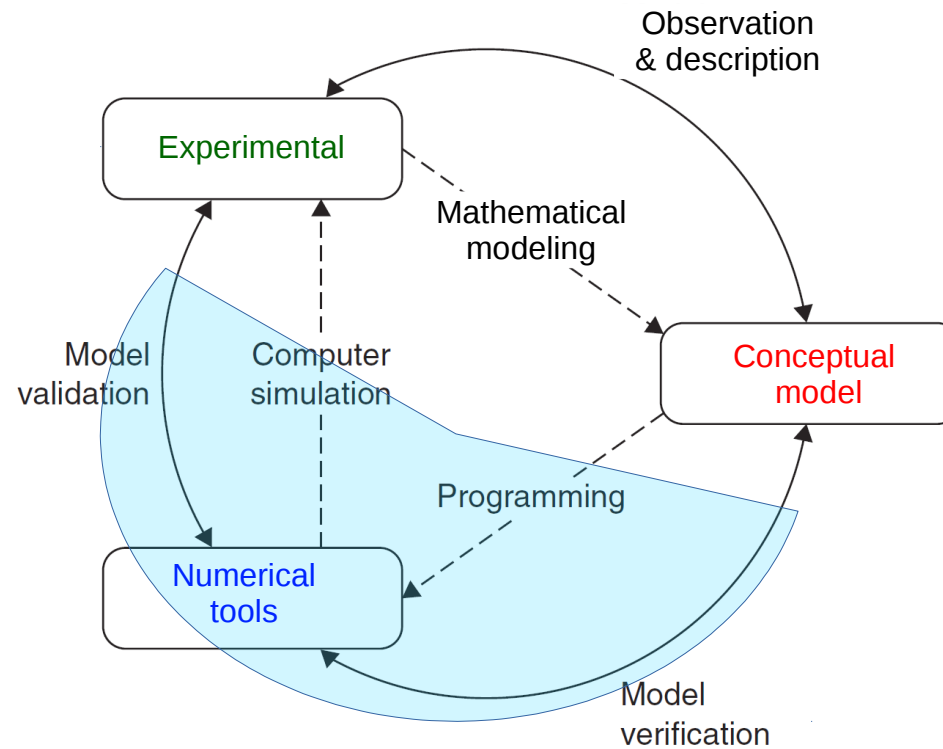 Observation
& description
Experimental
Mathematical
modeling
Model
validation
Computer
simulation
Conceptual
model
Programming
Numerical
tools
Model
verification